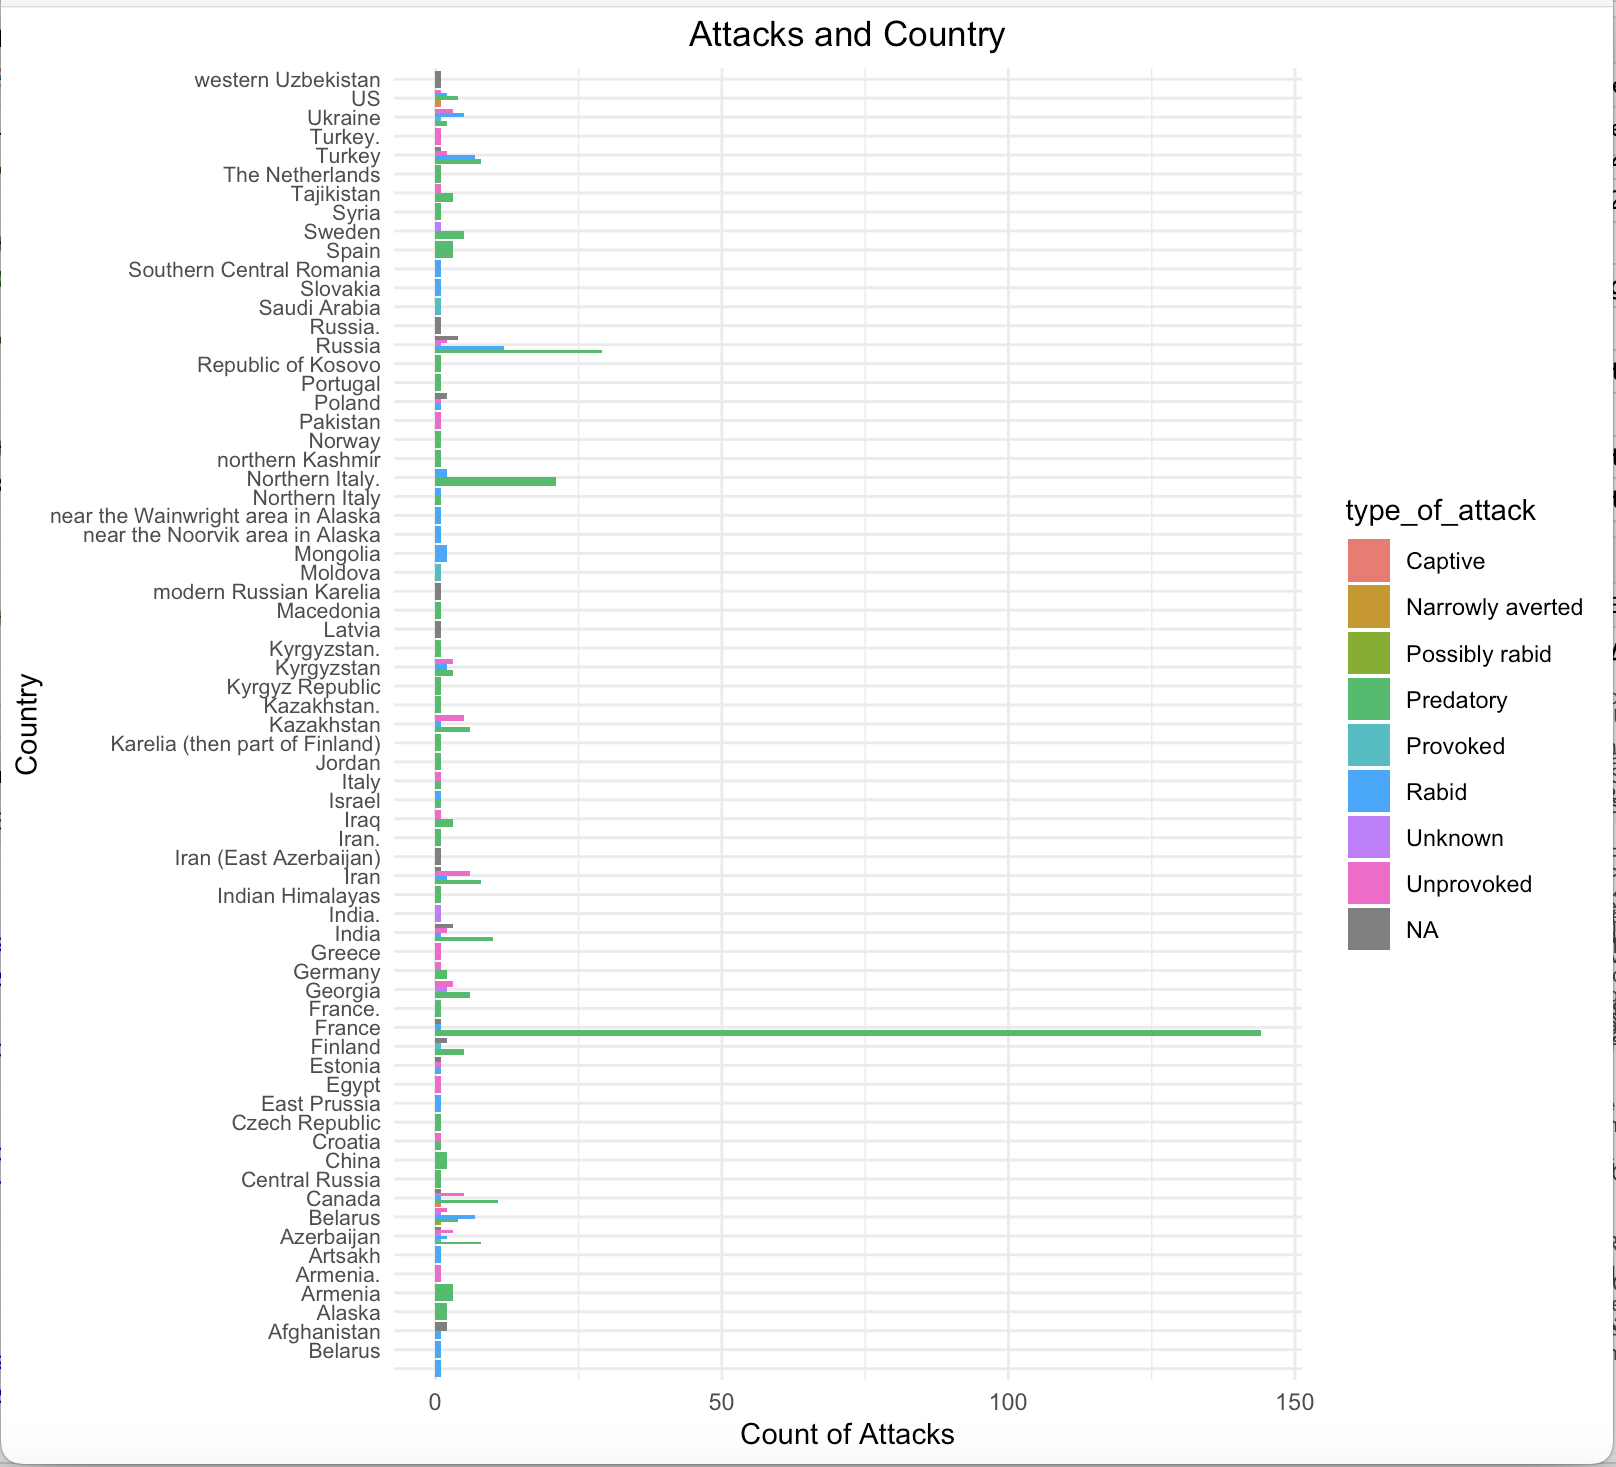 Attacks and Country
western Uzbekistan
US
Ukraine
Turkey.
Turkey
The Netherlands
Tajikistan
Syria
Sweden
Spain
Southern Central Romania
Slovakia
Saudi Arabia
Russia.
Russia
Republic of Kosovo
Portugal
Poland
Pakistan
Norway
northern Kashmir
Northern Italy.
Northern Italy
near the Wainwright area in Alaska
near the Noorvik area in Alaska
Mongolia
Moldova
modern Russian Karelia
Macedonia
Latvia
Kyrgyzstan.
Kyrgyzstan
Kyrgyz Republic
Kazakhstan.
Kazakhstan
Karelia (then part of Finland)
Jordan
Italy
Israel
Iraq
Iran.
Iran (East Azerbaijan)
Iran
Indian Himalayas
India.
India
Greece
Germany
Georgia
France.
France
Finland
Estonia
Egypt
East Prussia
Czech Republic
Croatia
China
Central Russia
Canada
Belarus
Azerbaijan
Artsakh
Armenia.
Armenia
Alaska
Afghanistan
Belarus
Country
0 50 100 150
Count of Attacks
type_of_attack
Captive
Narrowly averted
Possibly rabid
Predatory
Provoked
Rabid
Unknown
Unprovoked
NA